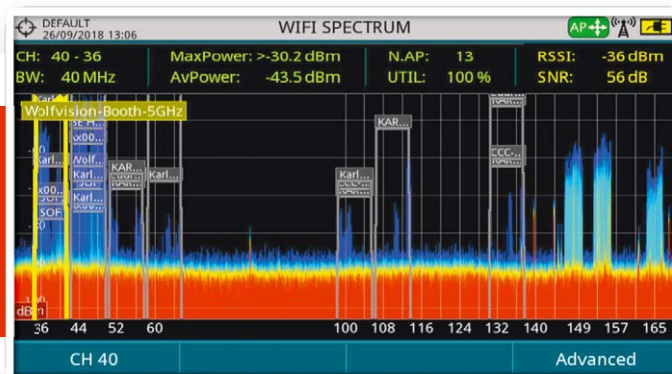 DEFAULT
26/09/2018 13:06
WIFI SPECTRUM
AP
CH: 40 - 36
MaxPower: >-30.2 dBm
N.AP: 13
RSSI: -36 dBm
BW: 40 MHz
AvPower: -43.5 dBm
UTIL: 100 %
SNR: 56 dB
Wolfvision-Booth-5GHz
KAR...
Karl...
Wolf...
Karl...
KAR...
Karl...
Karl...
SOF
Karl...
dBm
36 44 52 60 100 108 116 124 132 140 149 157 165
CH 40
Advanced